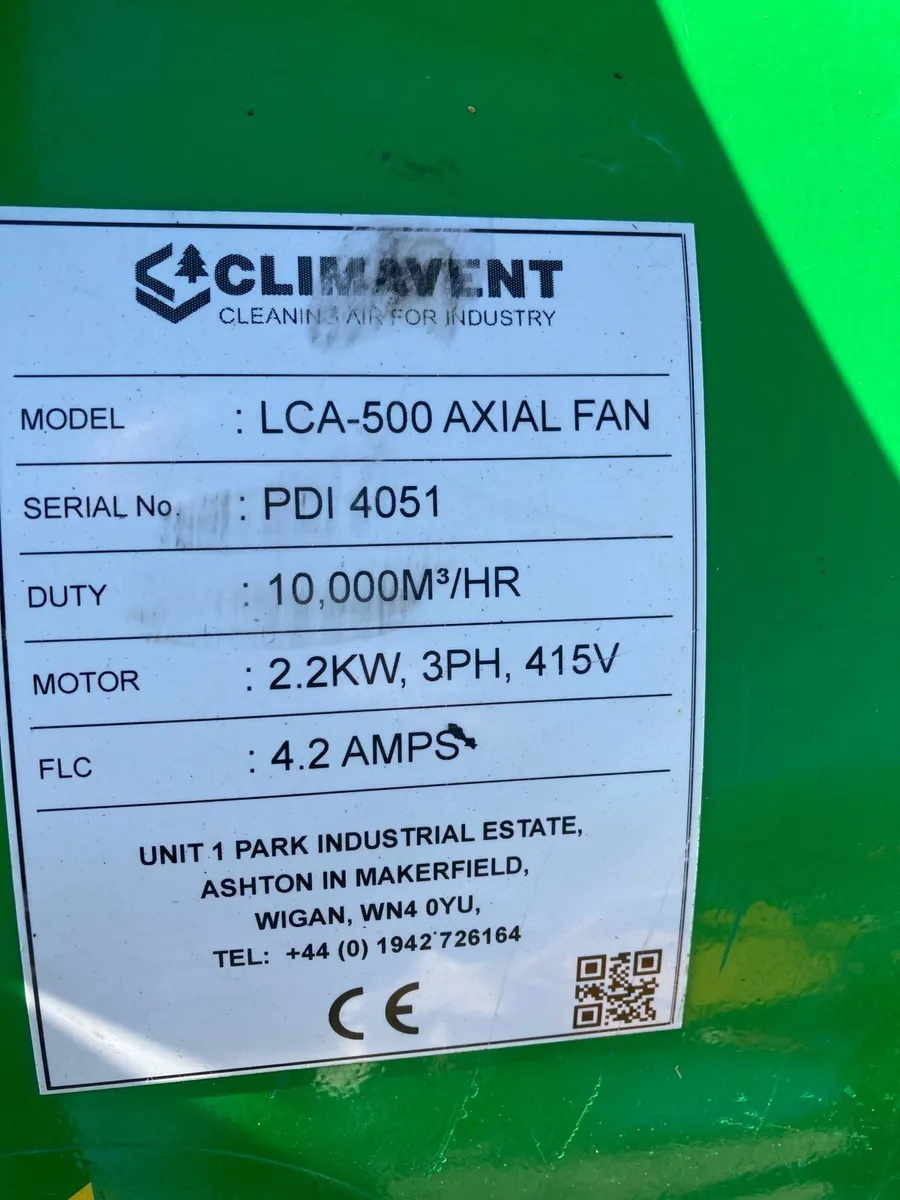 CLIMAVENT
CLEANING AIR FOR INDUSTRY
MODEL : LCA-500 AXIAL FAN
SERIAL No. : PDI 4051
DUTY : 10,000M³/HR
MOTOR : 2.2KW, 3PH, 415V
FLC : 4.2 AMPS
UNIT 1 PARK INDUSTRIAL ESTATE,
ASHTON IN MAKERFIELD,
WIGAN, WN4 0YU,
TEL: +44 (0) 1942 726164
CE